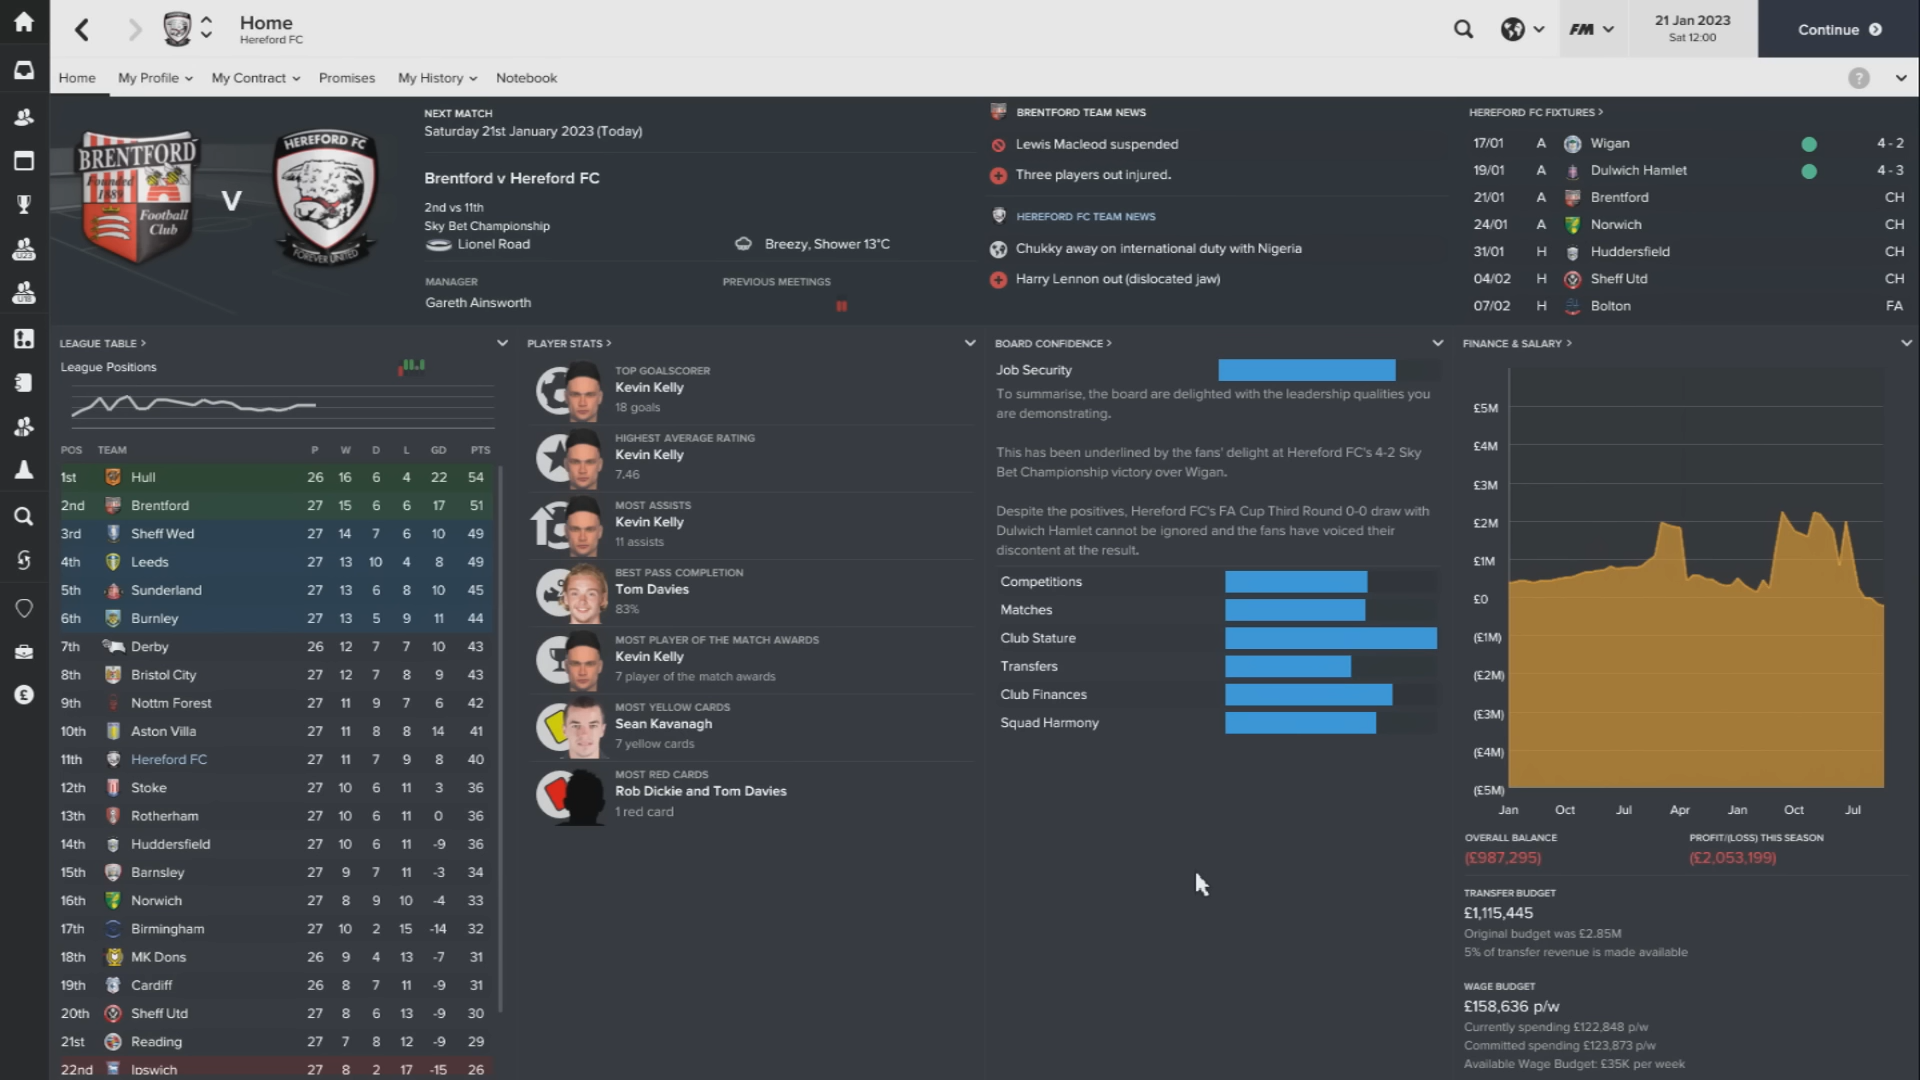 Home
Hereford FC
FM
21 Jan 2023
Sat 12:00
Continue
Home
My Profile
My Contract
Promises
My History
Notebook
?
U23
U18
BRENTFORD
Founded
1889
Football
Club
V
HEREFORD FC
FOREVER UNITED
NEXT MATCH
Saturday 21st January 2023 (Today)
Brentford v Hereford FC
2nd vs 11th
Sky Bet Championship
Lionel Road
Breezy, Shower 13°C
MANAGER
Gareth Ainsworth
PREVIOUS MEETINGS
BRENTFORD TEAM NEWS
Lewis Macleod suspended
Three players out injured.
HEREFORD FC TEAM NEWS
Chukky away on international duty with Nigeria
Harry Lennon out (dislocated jaw)
HEREFORD FC FIXTURES >
17/01 A Wigan 4 - 2
19/01 A Dulwich Hamlet 4 - 3
21/01 A Brentford CH
24/01 A Norwich CH
31/01 H Huddersfield CH
04/02 H Sheff Utd CH
07/02 H Bolton FA
LEAGUE TABLE >
League Positions
POS TEAM P W D L GD PTS
1st Hull 26 16 6 4 22 54
2nd Brentford 27 15 6 6 17 51
3rd Sheff Wed 27 14 7 6 10 49
4th Leeds 27 13 10 4 8 49
5th Sunderland 27 13 6 8 10 45
6th Burnley 27 13 5 9 11 44
7th Derby 26 12 7 7 10 43
8th Bristol City 27 12 7 8 9 43
9th Nottm Forest 27 11 9 7 6 42
10th Aston Villa 27 11 8 8 14 41
11th Hereford FC 27 11 7 9 8 40
12th Stoke 27 10 6 11 3 36
13th Rotherham 27 10 6 11 0 36
14th Huddersfield 27 10 6 11 -9 36
15th Barnsley 27 9 7 11 -3 34
16th Norwich 27 8 9 10 -4 33
17th Birmingham 27 10 2 15 -14 32
18th MK Dons 26 9 4 13 -7 31
19th Cardiff 26 8 7 11 -9 31
20th Sheff Utd 27 8 6 13 -9 30
21st Reading 27 7 8 12 -9 29
22nd Ipswich 27 8 2 17 -15 26
PLAYER STATS >
TOP GOALSCORER
Kevin Kelly
18 goals
HIGHEST AVERAGE RATING
Kevin Kelly
7.46
MOST ASSISTS
Kevin Kelly
11 assists
BEST PASS COMPLETION
Tom Davies
83%
MOST PLAYER OF THE MATCH AWARDS
Kevin Kelly
7 player of the match awards
MOST YELLOW CARDS
Sean Kavanagh
7 yellow cards
MOST RED CARDS
Rob Dickie and Tom Davies
1 red card
BOARD CONFIDENCE >
Job Security
To summarise, the board are delighted with the leadership qualities you
are demonstrating.
This has been underlined by the fans' delight at Hereford FC's 4-2 Sky
Bet Championship victory over Wigan.
Despite the positives, Hereford FC's FA Cup Third Round 0-0 draw with
Dulwich Hamlet cannot be ignored and the fans have voiced their
discontent at the result.
Competitions
Matches
Club Stature
Transfers
Club Finances
Squad Harmony
FINANCE & SALARY >
£5M
£4M
£3M
£2M
£1M
£0
(£1M)
(£2M)
(£3M)
(£4M)
(£5M)
Jan Oct Jul Apr Jan Oct Jul
OVERALL BALANCE
(£987,295)
PROFIT/(LOSS) THIS SEASON
(£2,053,199)
TRANSFER BUDGET
£1,115,445
Original budget was £2.85M
5% of transfer revenue is made available
WAGE BUDGET
£158,636 p/w
Currently spending £122,848 p/w
Committed spending £123,873 p/w
Available Wage Budget: £35K per week